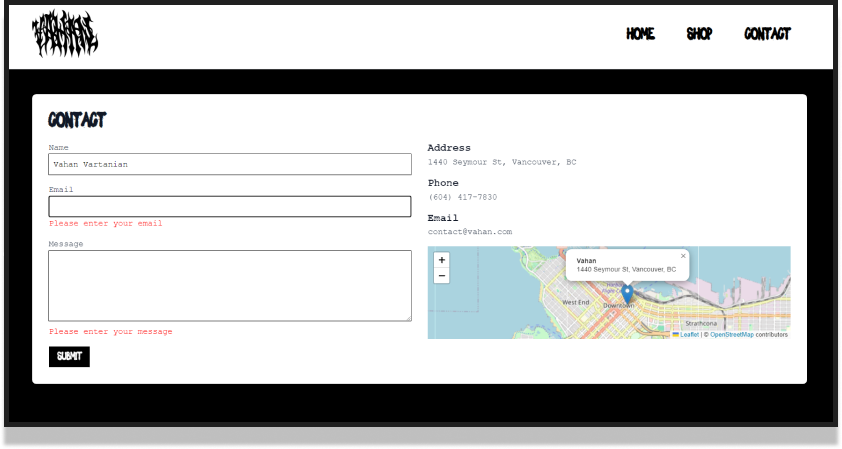 VAHAN
HOME SHOP CONTACT
CONTACT
Name
Vahan Vartanian
Email
Please enter your email
Message
Please enter your message
SUBMIT
Address
1440 Seymour St, Vancouver, BC
Phone
(604) 417-7830
Email
contact@vahan.com
+
−
Vahan
1440 Seymour St, Vancouver, BC
×
West End
Downtown
Strathcona
Leaflet | © OpenStreetMap contributors